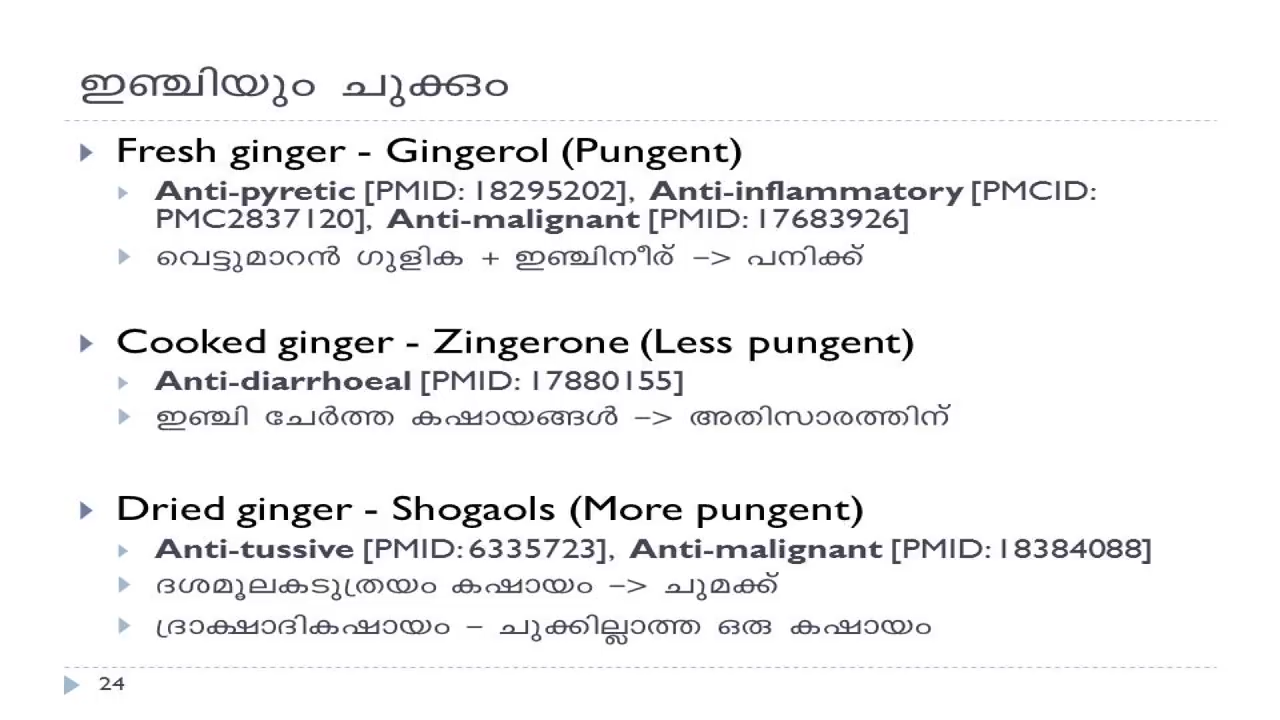 ഇഞ്ചിയും ചുക്കും
Fresh ginger - Gingerol (Pungent)
Anti-pyretic [PMID: 18295202], Anti-inflammatory [PMCID:
PMC2837120], Anti-malignant [PMID: 17683926]
വെട്ടുമാറൻ ഗുളിക + ഇഞ്ചിനീര് –> പനിക്ക്
Cooked ginger - Zingerone (Less pungent)
Anti-diarrhoeal [PMID: 17880155]
ഇഞ്ചി ചേർത്ത കഷായങ്ങൾ –> അതിസാരത്തിന്
Dried ginger - Shogaols (More pungent)
Anti-tussive [PMID: 6335723], Anti-malignant [PMID: 18384088]
ദശമൂലകടുത്രയം കഷായം –> ചുമക്ക്
ദ്രാക്ഷാദികഷായം – ചുക്കില്ലാത്ത ഒരു കഷായം
24